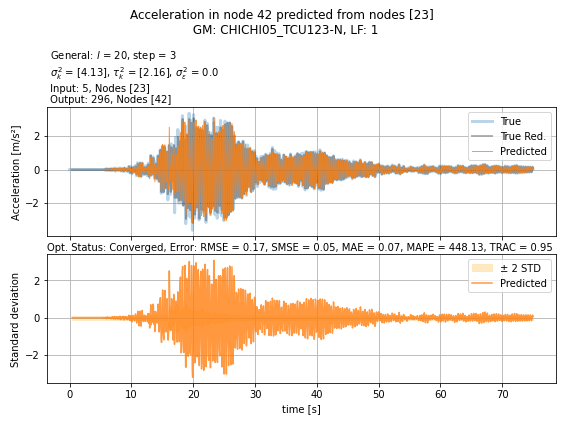 Acceleration in node 42 predicted from nodes [23]
GM: CHICHI05_TCU123-N, LF: 1
General: l = 20, step = 3
σ²ₖ = [4.13], τ²ₖ = [2.16], σ²ε = 0.0
Input: 5, Nodes [23]
Output: 296, Nodes [42]
True
True Red.
Predicted
Acceleration [m/s²]
2
0
−2
Opt. Status: Converged, Error: RMSE = 0.17, SMSE = 0.05, MAE = 0.07, MAPE = 448.13, TRAC = 0.95
± 2 STD
Predicted
Standard deviation
2
0
−2
0 10 20 30 40 50 60 70
time [s]